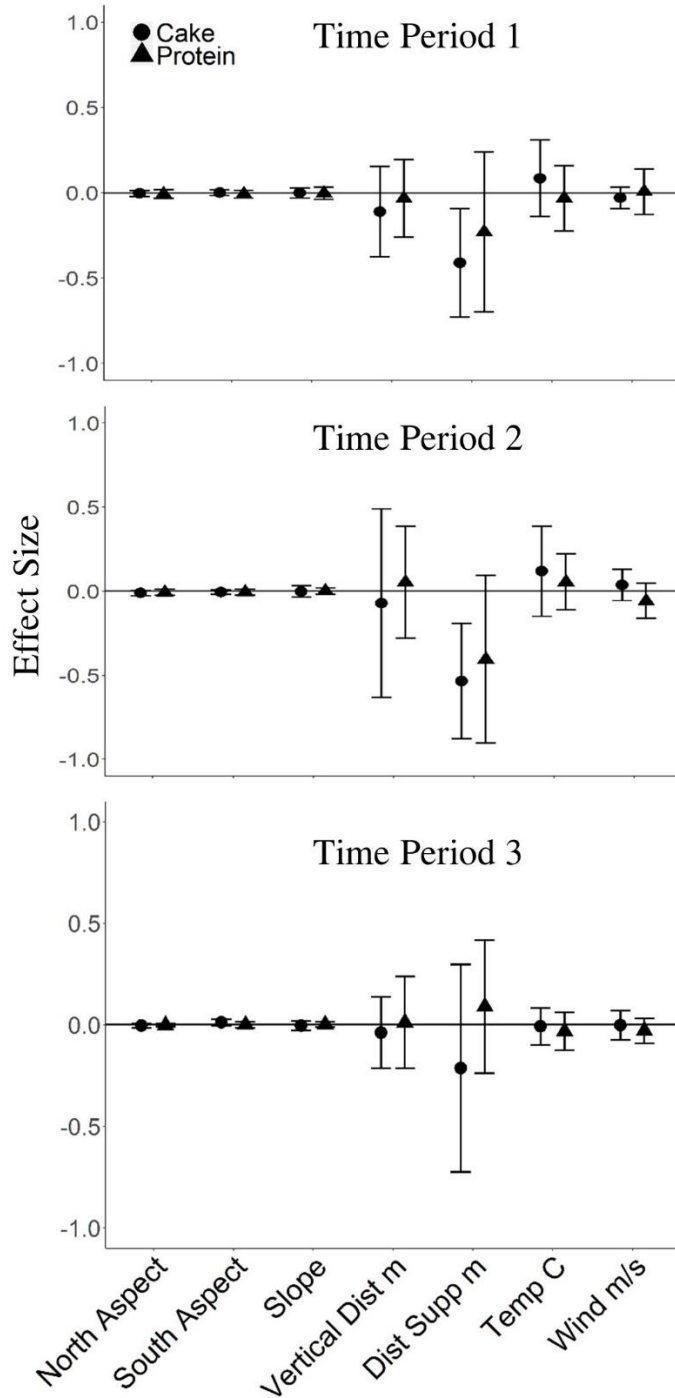 Cake
Protein
Time Period 1
1.0
0.5
0.0
-0.5
-1.0
Time Period 2
1.0
0.5
0.0
-0.5
-1.0
Effect Size
Time Period 3
1.0
0.5
0.0
-0.5
-1.0
North Aspect
South Aspect
Slope
Vertical Dist m
Dist Supp m
Temp C
Wind m/s